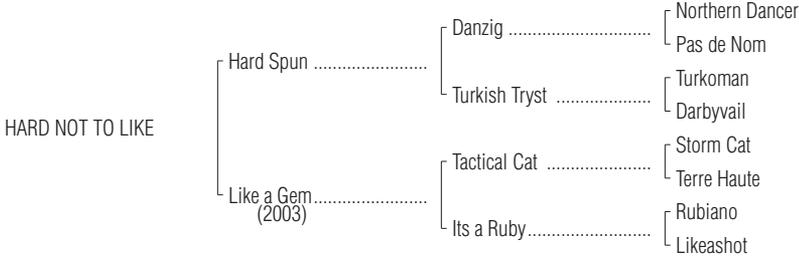 Northern Dancer
Danzig ..............................
Pas de Nom
Hard Spun ........................
Turkoman
Turkish Tryst ....................
Darbyvail
HARD NOT TO LIKE
Storm Cat
Tactical Cat ......................
Terre Haute
Like a Gem........................
(2003)
Rubiano
Its a Ruby..........................
Likeashot